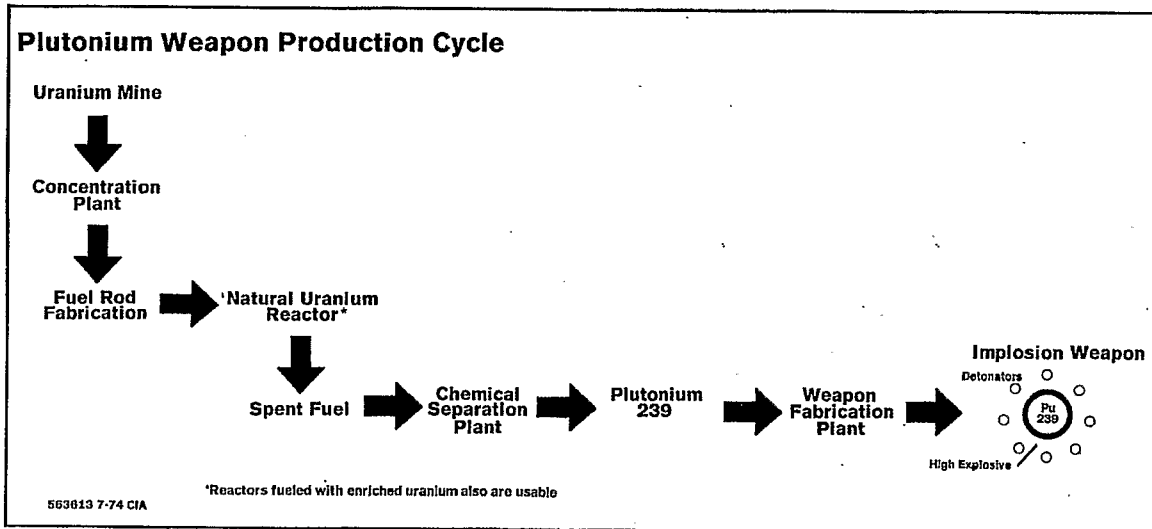 Plutonium Weapon Production Cycle
Uranium Mine
Concentration
Plant
Fuel Rod
Fabrication
'Natural Uranium
Reactor*
Spent Fuel
Chemical
Separation
Plant
Plutonium
239
Weapon
Fabrication
Plant
Implosion Weapon
Detonators
Pu
239
High Explosive
*Reactors fueled with enriched uranium also are usable
563613 7-74 CIA